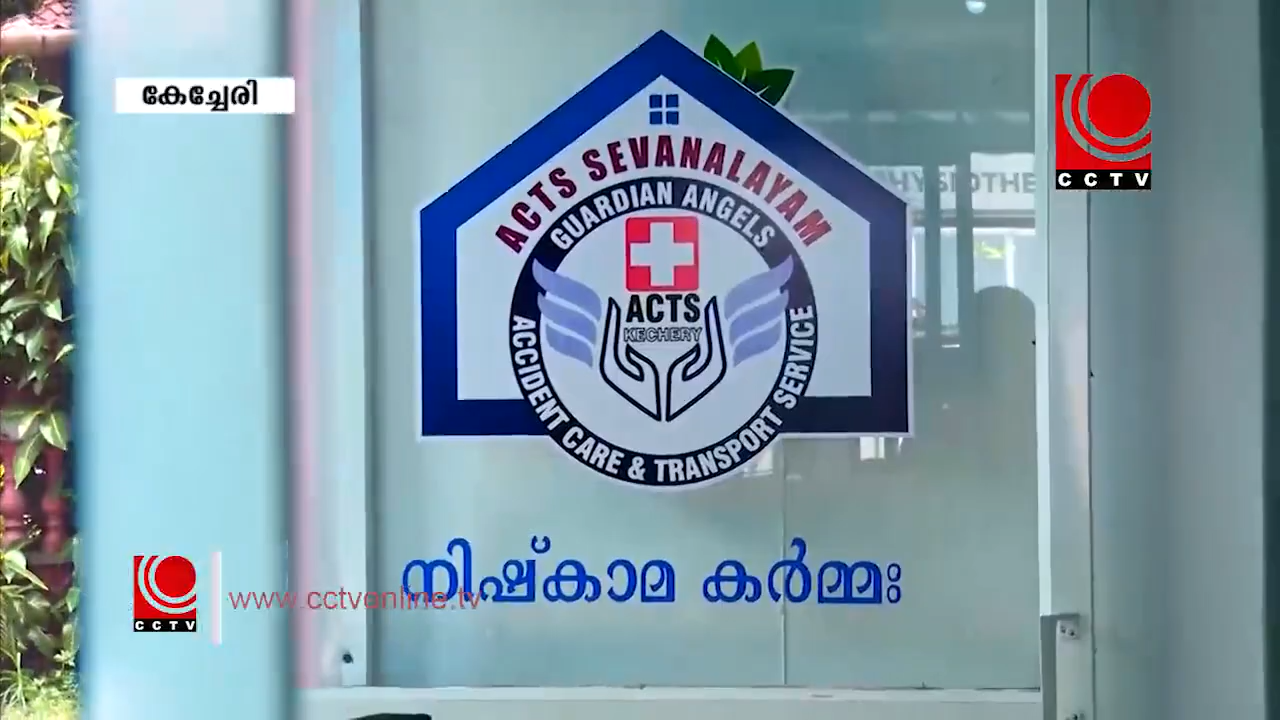 കേച്ചേരി
CCTV
ACTS SEVANALAYAM
GUARDIAN ANGELS
ACTS
KECHERY
ACCIDENT CARE & TRANSPORT SERVICE
നിഷ്കാമ കർമ്മഃ
www.cctvonline.tv
CCTV